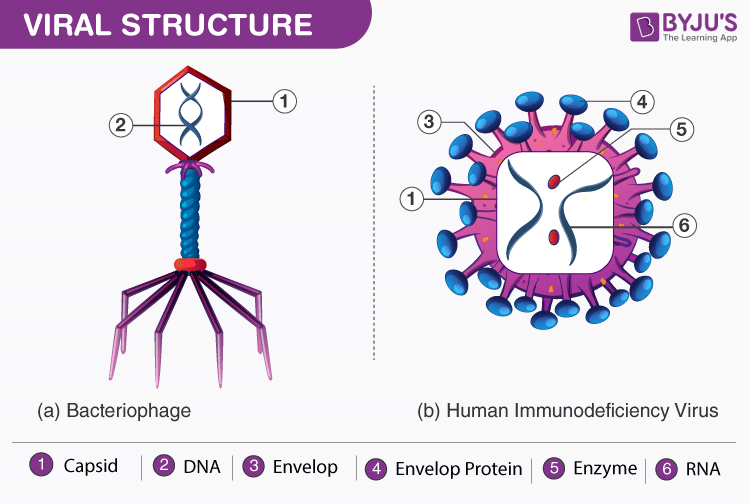 VIRAL STRUCTURE
BYJU'S
The Learning App
1
2
3
4
5
1
6
(a) Bacteriophage
(b) Human Immunodeficiency Virus
1 Capsid
2 DNA
3 Envelop
4 Envelop Protein
5 Enzyme
6 RNA